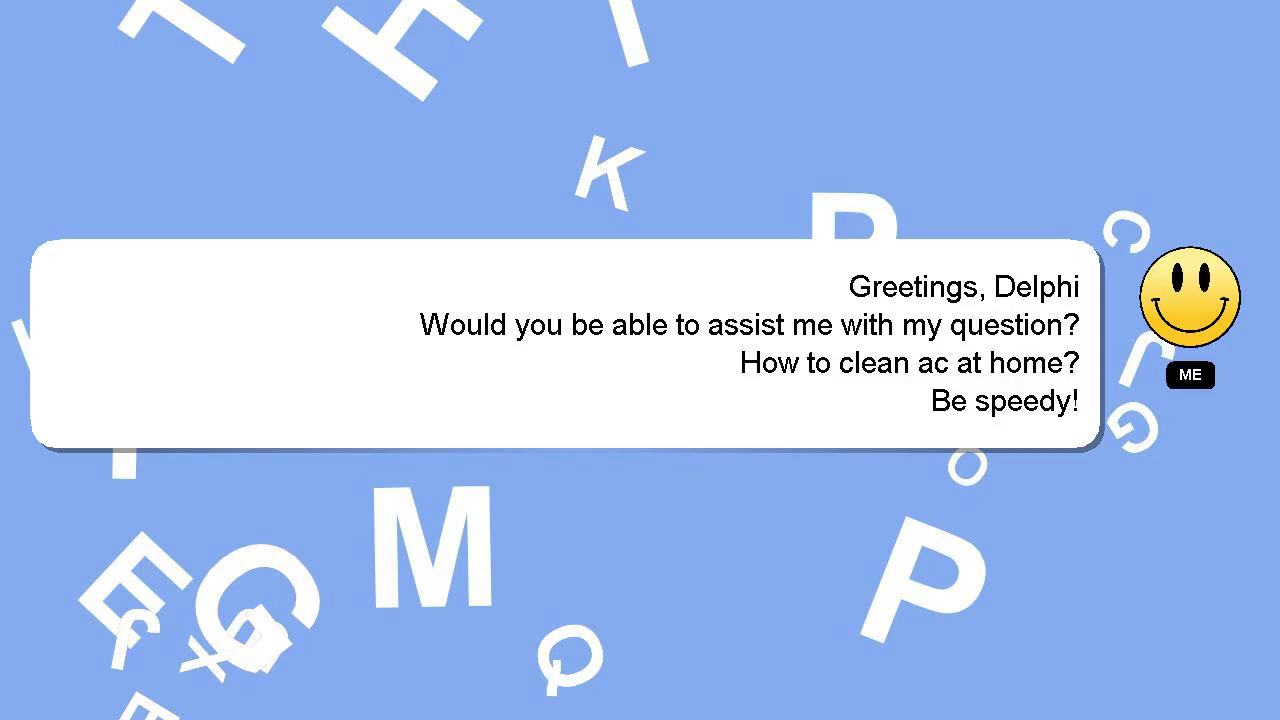 Greetings, Delphi
Would you be able to assist me with my question?
How to clean ac at home?
Be speedy!
ME
T
H
I
K
P
C
J
G
O
M
P
E
G
J
X
Q
E